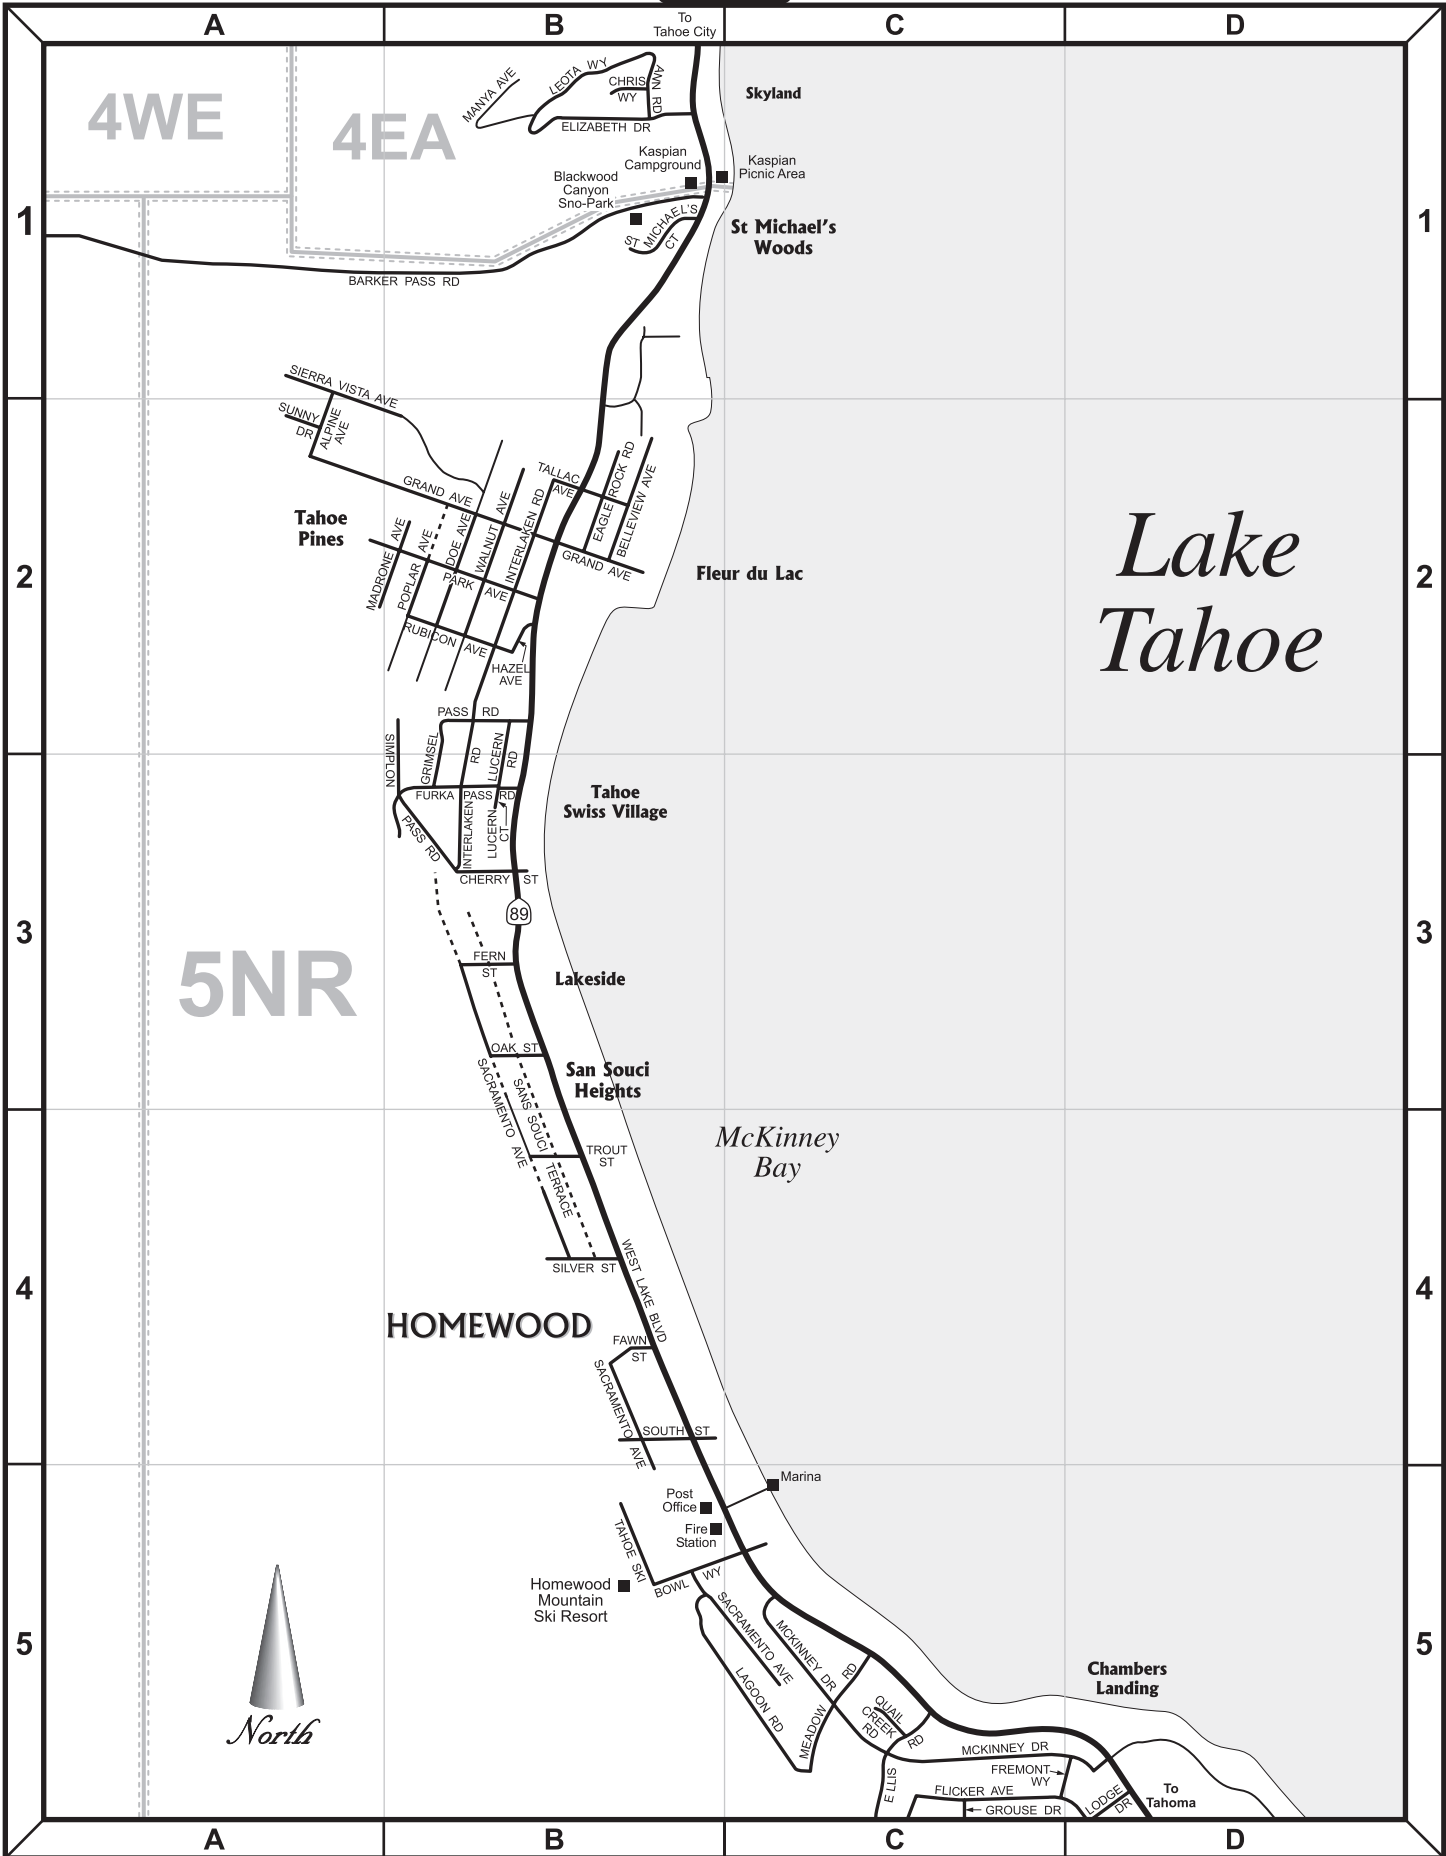 A
B
To
Tahoe City
C
D
4WE
4EA
MANYA AVE
LEOTA WY
CHRIS
WY
ANN RD
ELIZABETH DR
Skyland
Kaspian
Campground
Kaspian
Picnic Area
Blackwood
Canyon
Sno-Park
1
ST MICHAEL'S
CT
St Michael's
Woods
1
BARKER PASS RD
SIERRA VISTA AVE
SUNNY
DR
ALPINE
AVE
GRAND AVE
TALLAC
AVE
EAGLE ROCK RD
BELLEVIEW AVE
Tahoe
Pines
MADRONE AVE
POPLAR AVE
DOE AVE
WALNUT AVE
INTERLAKEN RD
GRAND AVE
PARK AVE
Fleur du Lac
Lake
Tahoe
2
2
RUBICON AVE
HAZEL
AVE
PASS RD
SIMPLON
GRIMSEL
RD
LUCERN
RD
FURKA PASS RD
PASS RD
INTERLAKEN
LUCERN
CT
Tahoe
Swiss Village
CHERRY ST
89
3
3
FERN
ST
Lakeside
5NR
OAK ST
SACRAMENTO AVE
SANS SOUCI
TERRACE
San Souci
Heights
McKinney
Bay
TROUT
ST
SILVER ST
WEST LAKE BLVD
4
4
HOMEWOOD
FAWN
ST
SACRAMENTO AVE
SOUTH ST
Marina
Post
Office
Fire
Station
TAHOE SKI
BOWL WY
Homewood
Mountain
Ski Resort
SACRAMENTO AVE
MCKINNEY DR
5
5
LAGOON RD
MEADOW
RD
QUAIL
CREEK
RD
RD
Chambers
Landing
North
MCKINNEY DR
ELLIS
FREMONT
WY
FLICKER AVE
GROUSE DR
LODGE
DR
To
Tahoma
A
B
C
D